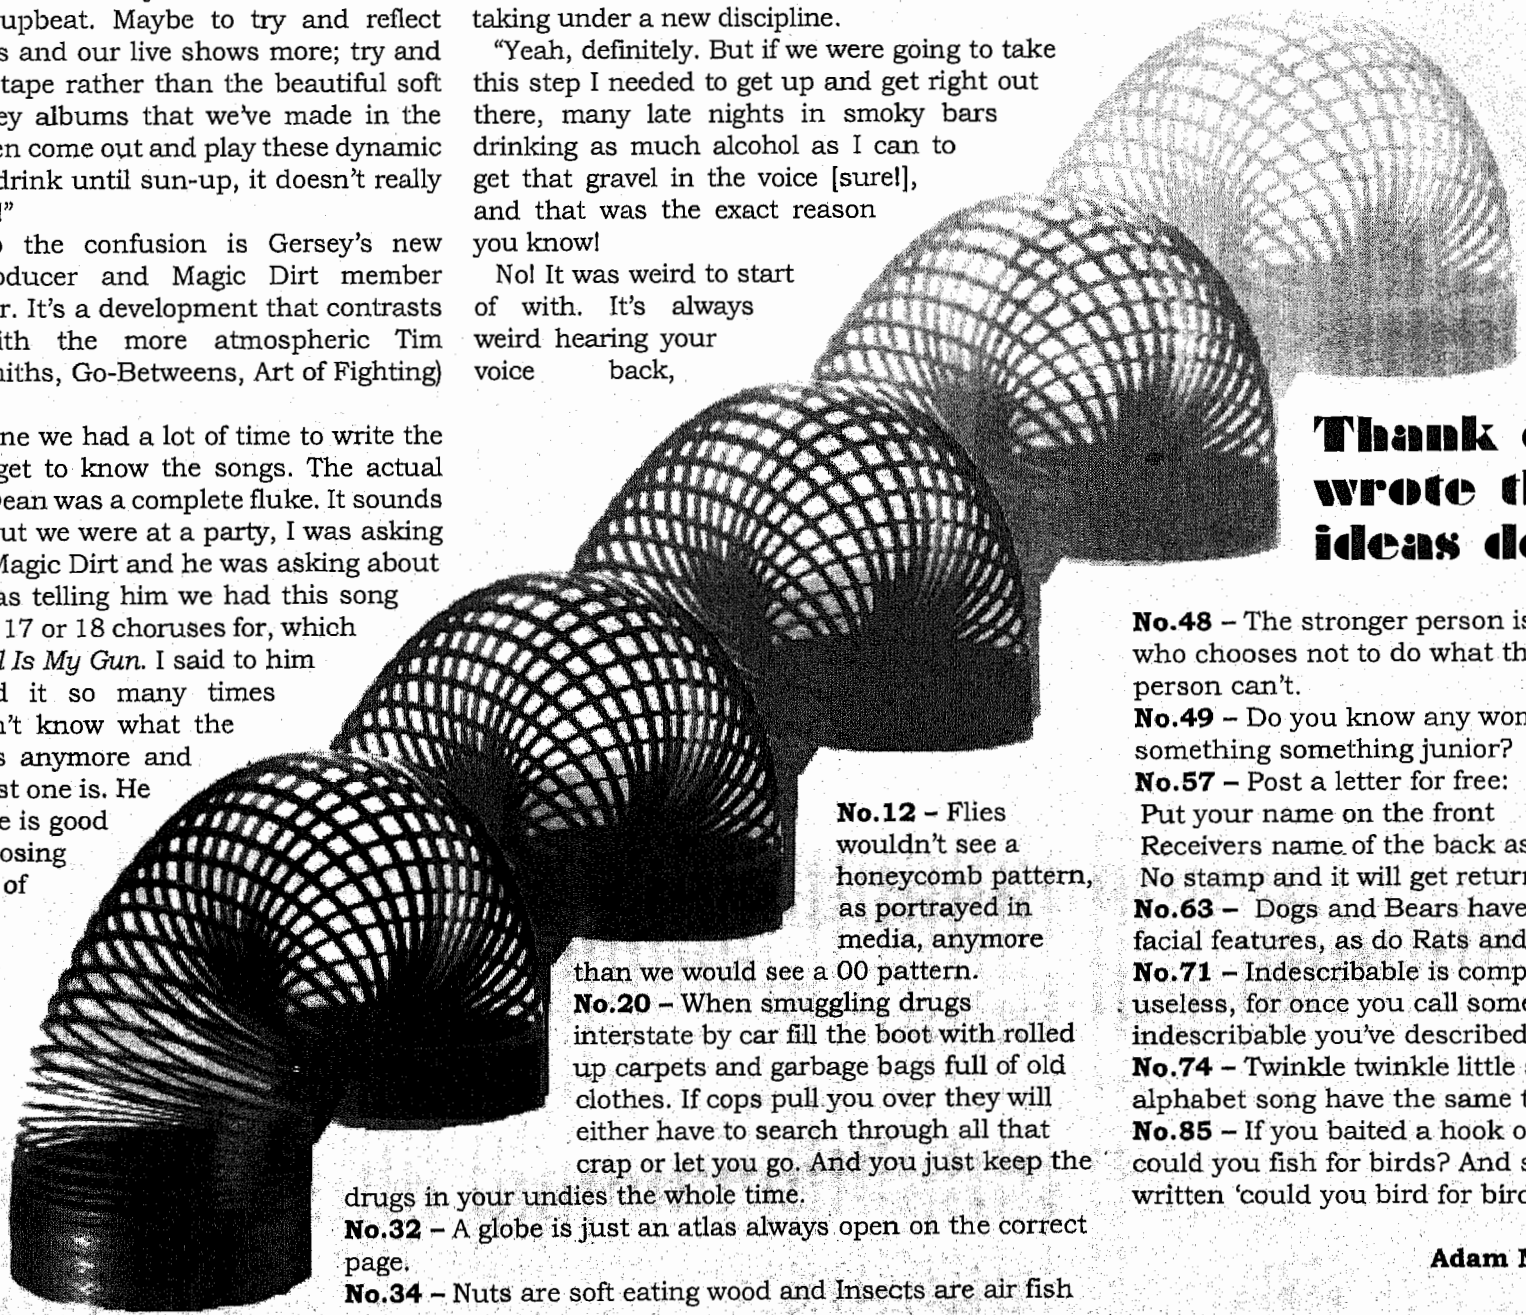 upbeat. Maybe to try and reflect
s and our live shows more; try and
tape rather than the beautiful soft
ey albums that we've made in the
en come out and play these dynamic
drink until sun-up, it doesn't really
!"
the confusion is Gersey's new
oducer and Magic Dirt member
r. It's a development that contrasts
ith the more atmospheric Tim
niths, Go-Betweens, Art of Fighting)
ne we had a lot of time to write the
get to know the songs. The actual
Dean was a complete fluke. It sounds
ut we were at a party, I was asking
Magic Dirt and he was asking about
as telling him we had this song
17 or 18 choruses for, which
l Is My Gun. I said to him
d it so many times
n't know what the
s anymore and
st one is. He
e is good
osing
of
taking under a new discipline.
"Yeah, definitely. But if we were going to take
this step I needed to get up and get right out
there, many late nights in smoky bars
drinking as much alcohol as I can to
get that gravel in the voice [sure!],
and that was the exact reason
you know!
No! It was weird to start
of with. It's always
weird hearing your
voice back,
No.12 – Flies
wouldn't see a
honeycomb pattern,
as portrayed in
media, anymore
than we would see a 00 pattern.
No.20 – When smuggling drugs
interstate by car fill the boot with rolled
up carpets and garbage bags full of old
clothes. If cops pull you over they will
either have to search through all that
crap or let you go. And you just keep the
drugs in your undies the whole time.
No.32 – A globe is just an atlas always open on the correct
page.
No.34 – Nuts are soft eating wood and Insects are air fish
Thank
wrote th
ideas do
No.48 – The stronger person is
who chooses not to do what th
person can't.
No.49 – Do you know any wor
something something junior?
No.57 – Post a letter for free:
Put your name on the front
Receivers name of the back as
No stamp and it will get return
No.63 – Dogs and Bears have
facial features, as do Rats and
No.71 – Indescribable is comp
useless, for once you call some
indescribable you've described
No.74 – Twinkle twinkle little
alphabet song have the same t
No.85 – If you baited a hook o
could you fish for birds? And s
written 'could you bird for bird
Adam